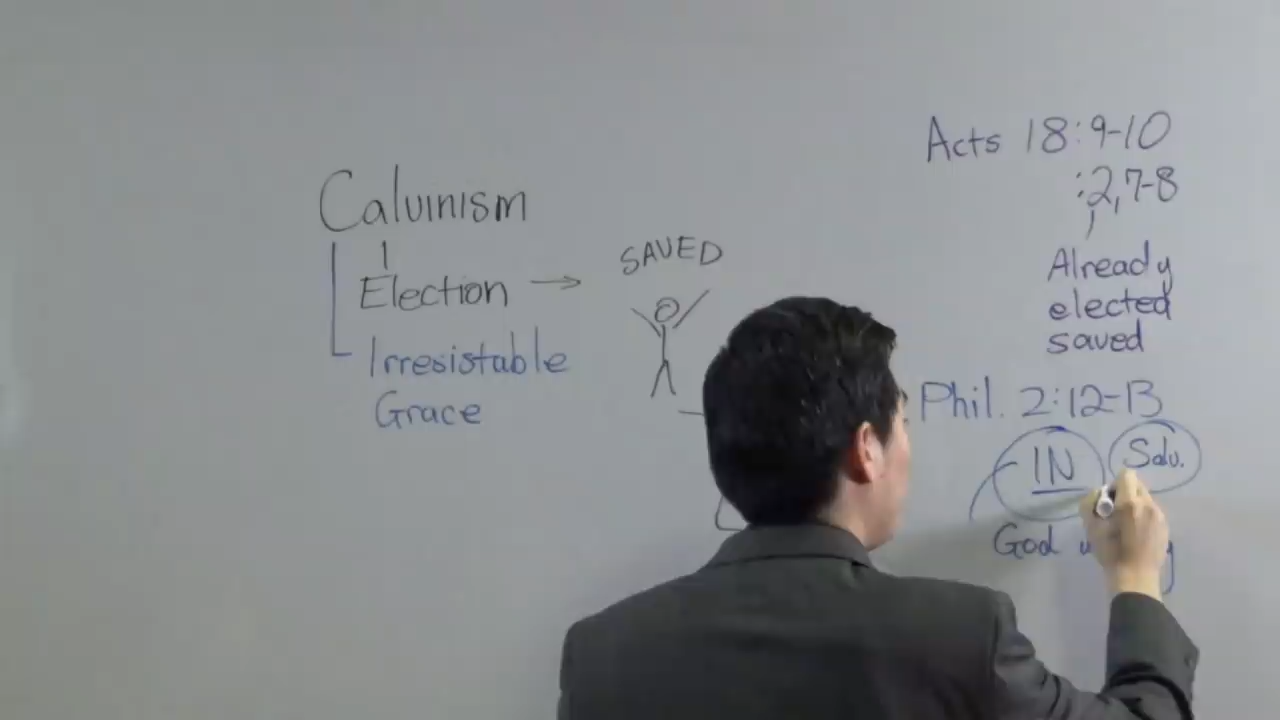 Calvinism
Election →
Irresistable
Grace
SAVED
Acts 18:9-10
:2,7-8
Already
elected
saved
Phil. 2:12-13
IN Salv.
God